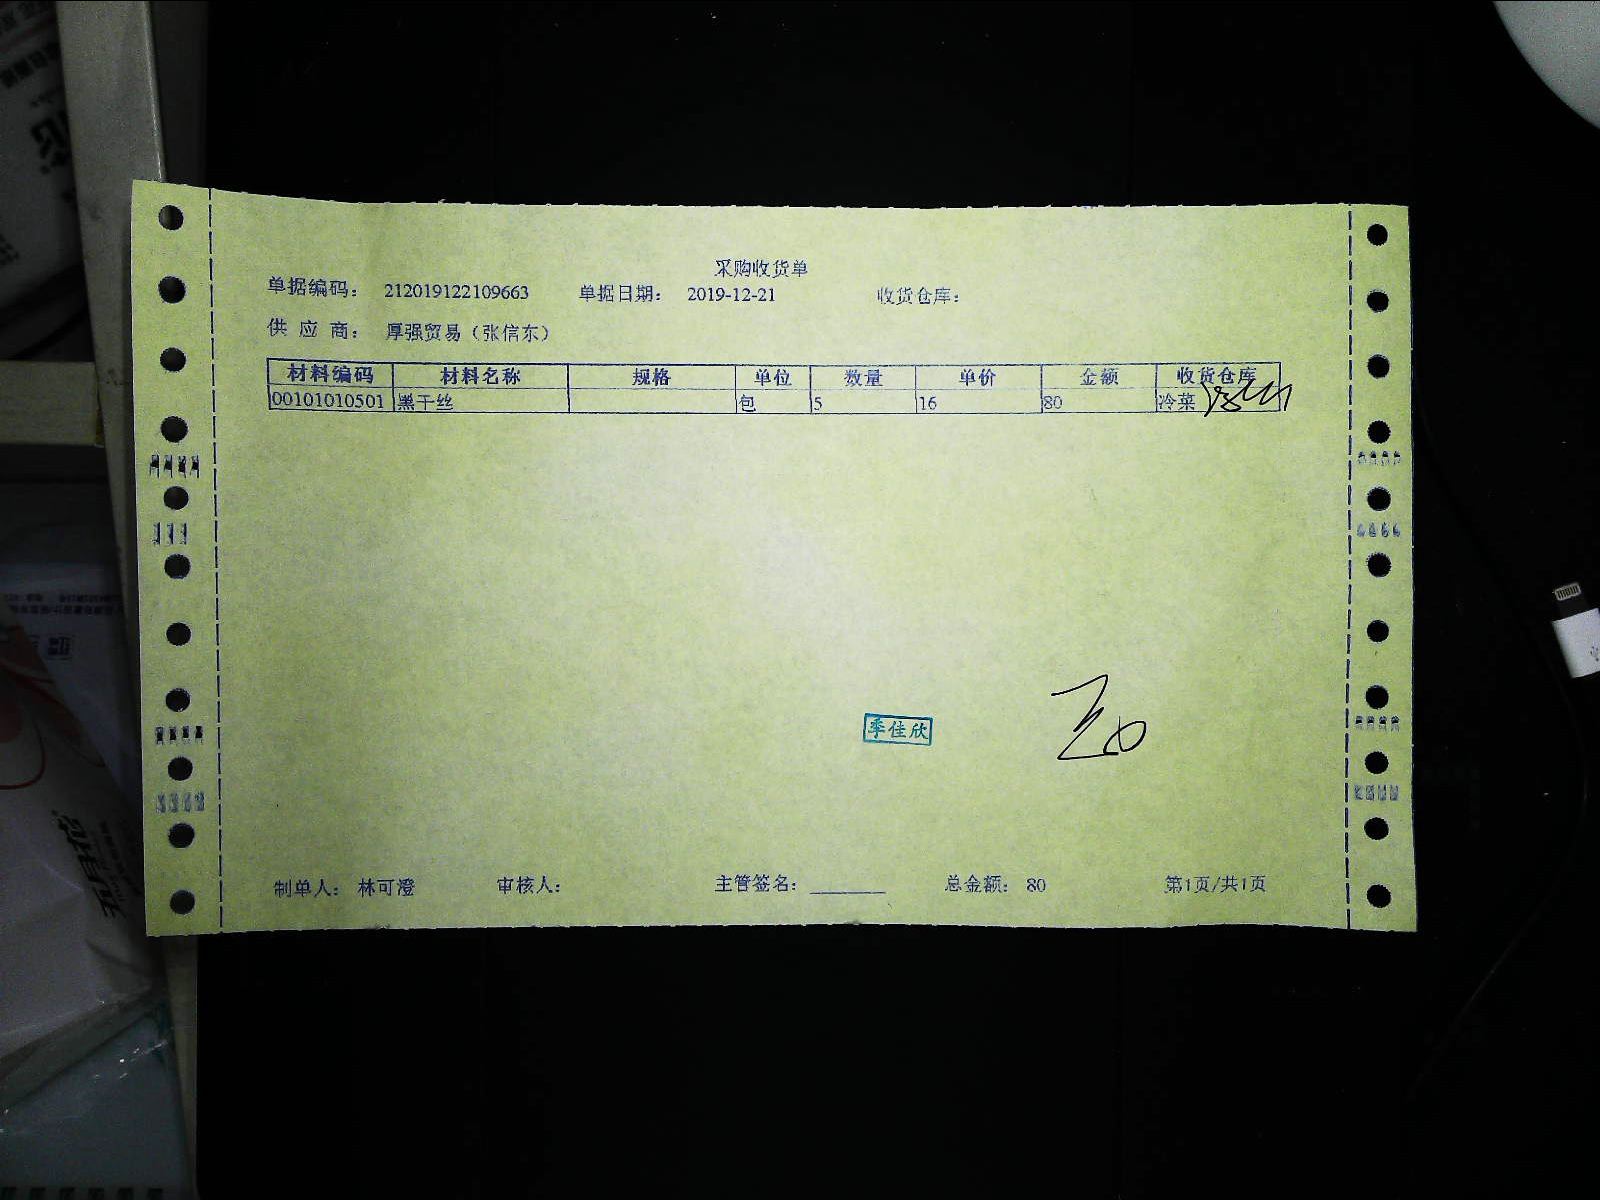 采购收货单
单据编码： 212019122109663 单据日期： 2019-12-21 收货仓库：
供 应 商： 厚强贸易（张信东）
材料编码 材料名称 规格 单位 数量 单价 金额 收货仓库
00101010501 黑干丝 包 5 16 80 冷菜
季佳欣
制单人： 林可澄 审核人： 主管签名： ________ 总金额： 80 第1页/共1页